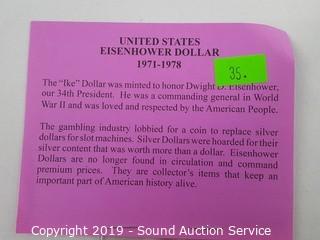 UNITED STATES
EISENHOWER DOLLAR
1971-1978
35.
The "Ike" Dollar was minted to honor Dwight D. Eisenhower,
our 34th President. He was a commanding general in World
War II and was loved and respected by the American People.
The gambling industry lobbied for a coin to replace silver
dollars for slot machines. Silver Dollars were hoarded for their
silver content that was worth more than a dollar. Eisenhower
Dollars are no longer found in circulation and command
premium prices. They are collector's items that keep an
important part of American history alive.
Copyright 2019 - Sound Auction Service